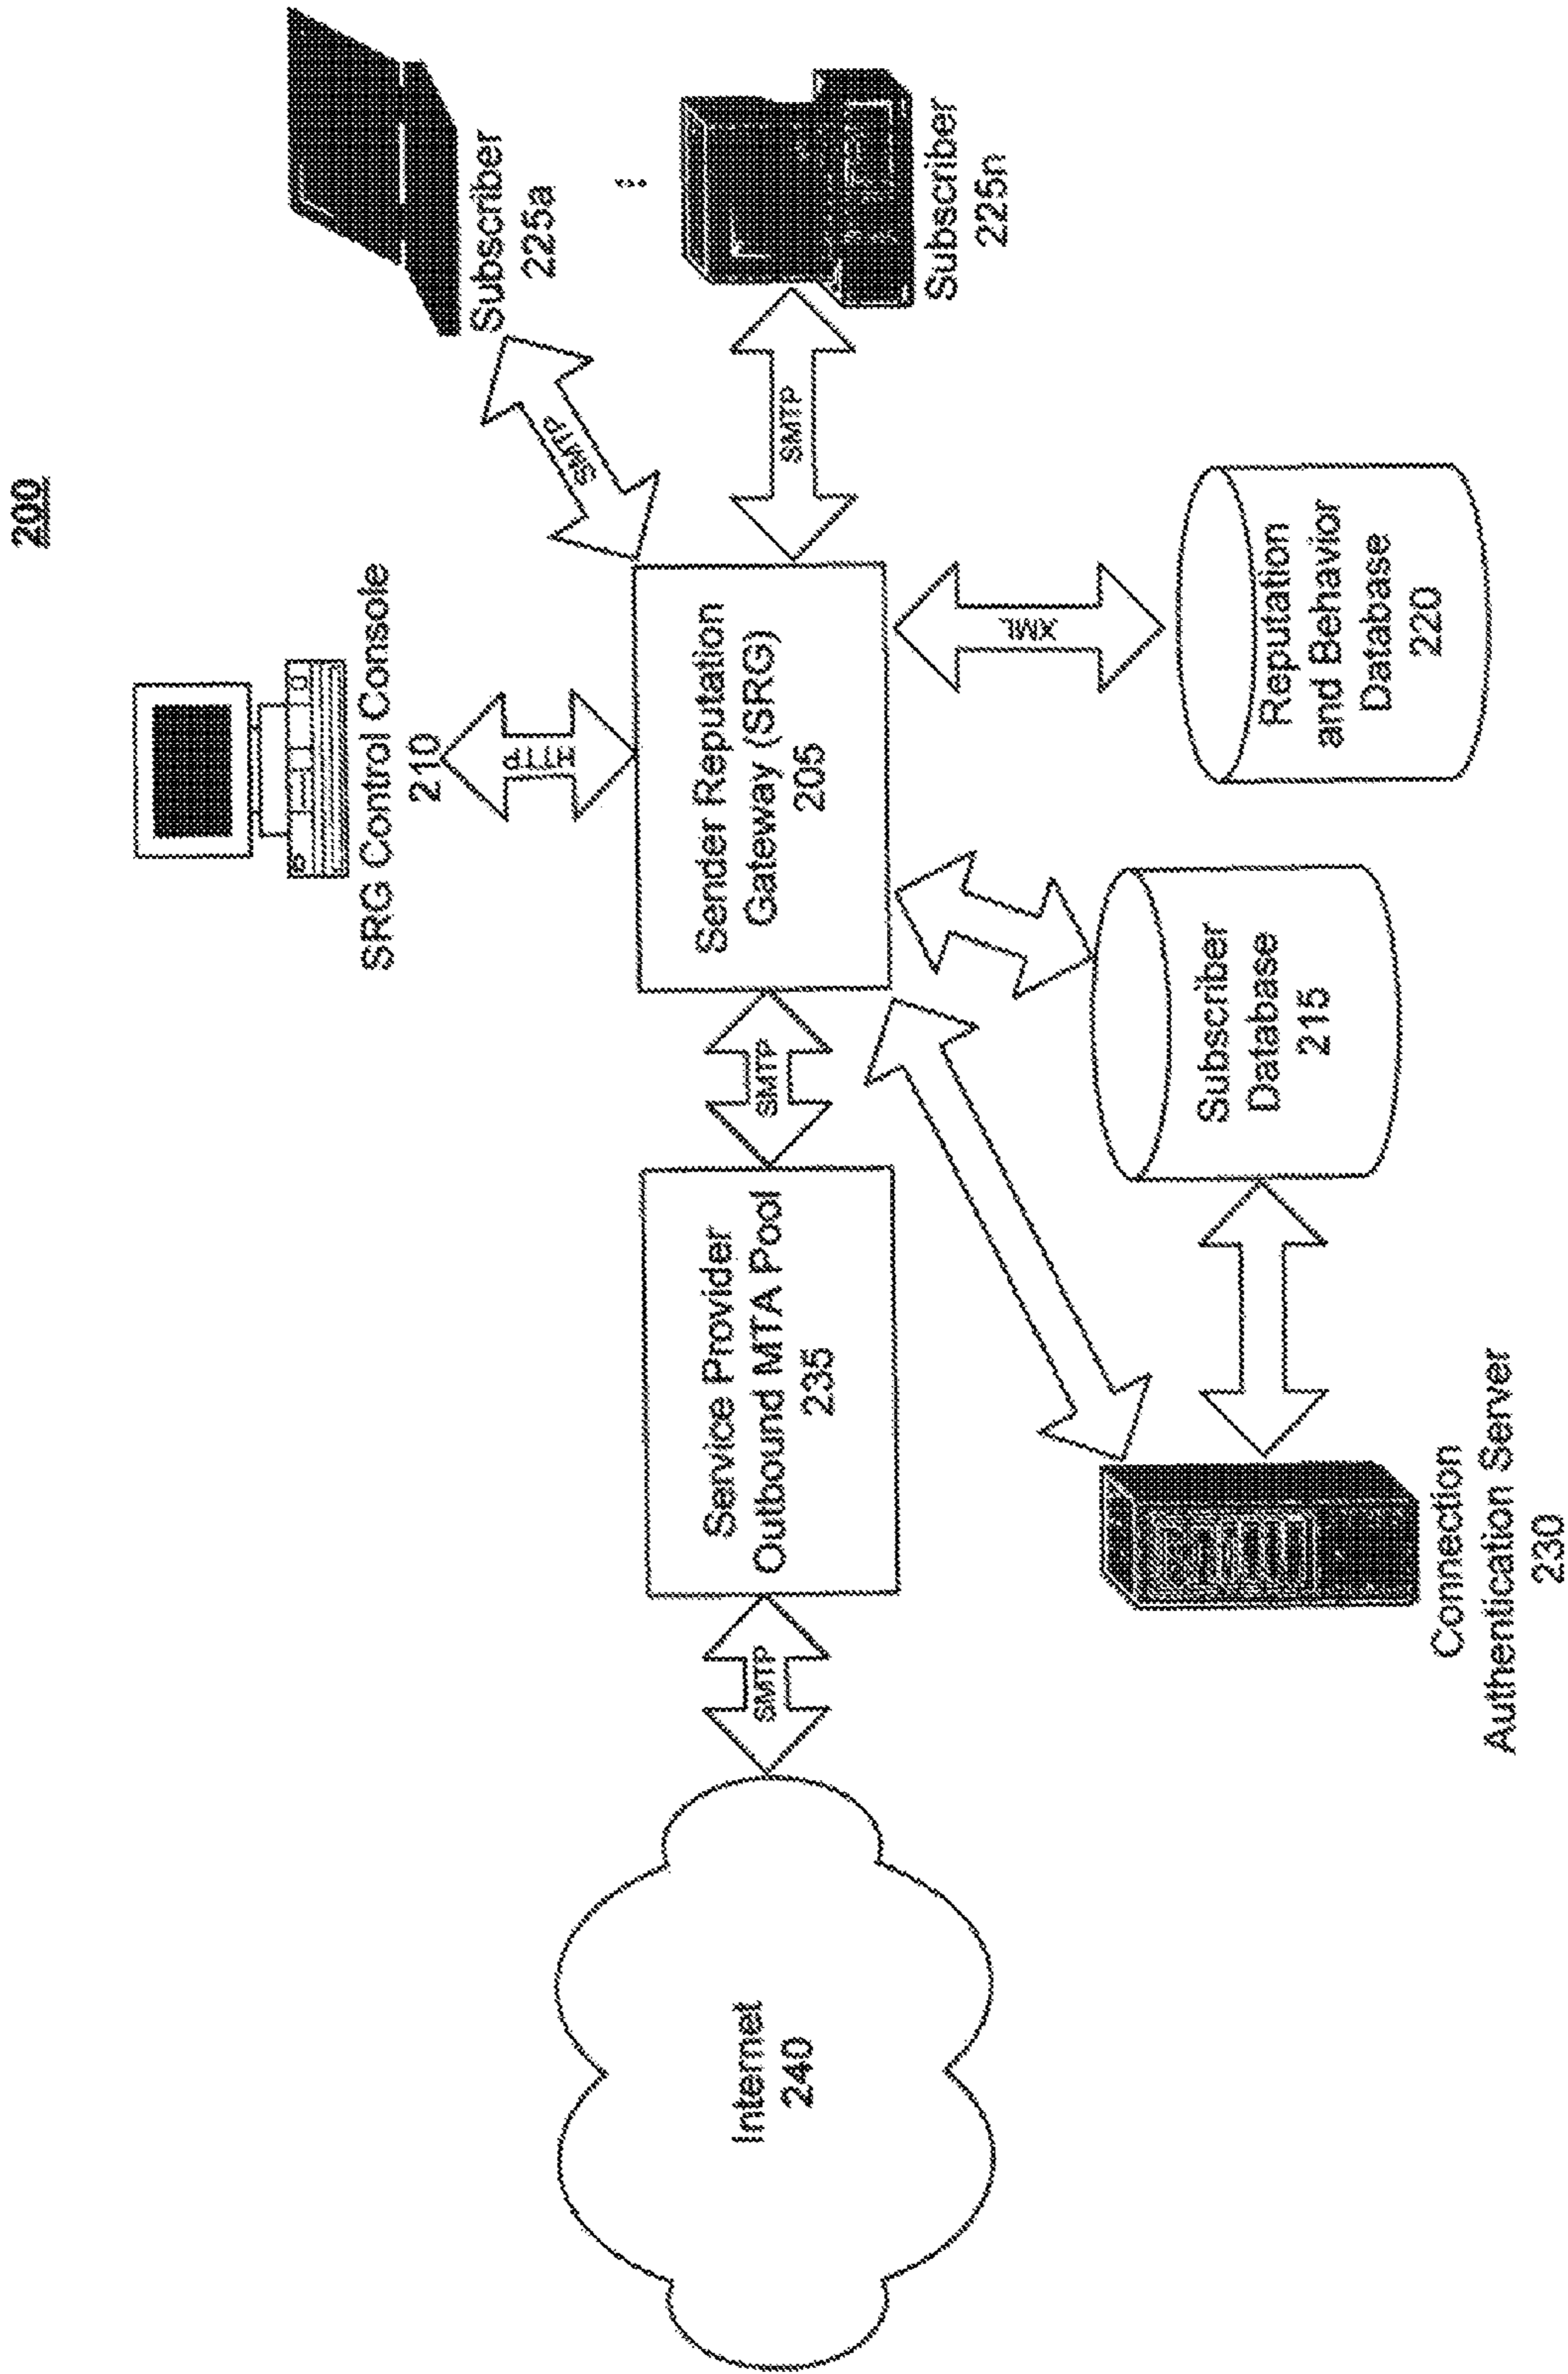 200
SRG Control Console
210
HTTP
Subscriber
225a
SMTP
Subscriber
225n
SMTP
Internet
240
SMTP
Service Provider
Outbound MTA Pool
235
SMTP
Sender Reputation
Gateway (SRG)
205
XML
Connection
Authentication Server
230
Subscriber
Database
215
Reputation
and Behavior
Database
220